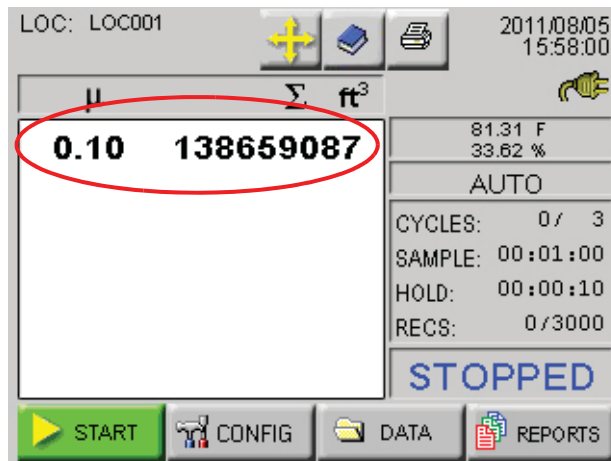 LOC: LOC001
2011/08/05
15:58:00
μ Σ ft³
0.10 138659087
81.31 F
33.62 %
AUTO
CYCLES: 0/ 3
SAMPLE: 00:01:00
HOLD: 00:00:10
RECS: 0/3000
STOPPED
START CONFIG DATA REPORTS